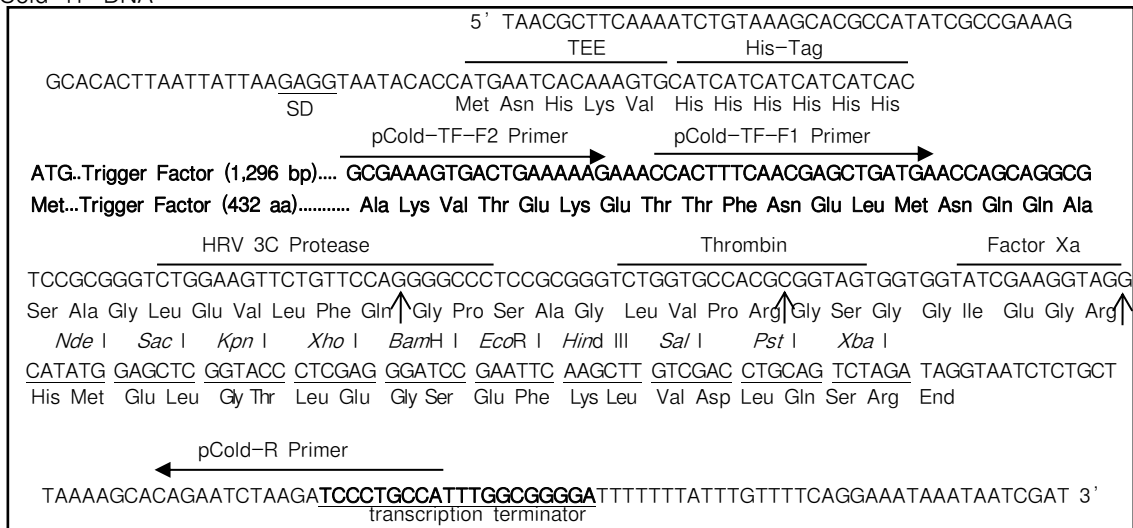 5' TAACGCTTCAAAATCTGTAAAGCACGCCATATCGCCGAAAG
TEE His-Tag
GCACACTTAATTATTAAGAGGTAATACACCATGAATCACAAAGTGCATCATCATCATCATCAC
SD Met Asn His Lys Val His His His His His His
pCold-TF-F2 Primer pCold-TF-F1 Primer
ATG..Trigger Factor (1,296 bp).... GCGAAAGTGACTGAAAAAGAAACCACTTTCAACGAGCTGATGAACCAGCAGGCG
Met...Trigger Factor (432 aa)........... Ala Lys Val Thr Glu Lys Glu Thr Thr Phe Asn Glu Leu Met Asn Gln Gln Ala
HRV 3C Protease Thrombin Factor Xa
TCCGCGGGTCTGGAAGTTCTGTTCCAGGGGCCCTCCGCGGGTCTGGTGCCACGCGGTAGTGGTGGTATCGAAGGTAGG
Ser Ala Gly Leu Glu Val Leu Phe Gln Gly Pro Ser Ala Gly Leu Val Pro Arg Gly Ser Gly Gly Ile Glu Gly Arg
Nde I Sac I Kpn I Xho I BamH I EcoR I Hind III Sal I Pst I Xba I
CATATG GAGCTC GGTACC CTCGAG GGATCC GAATTC AAGCTT GTCGAC CTGCAG TCTAGA TAGGTAATCTCTGCT
His Met Glu Leu Gly Thr Leu Glu Gly Ser Glu Phe Lys Leu Val Asp Leu Gln Ser Arg End
pCold-R Primer
TAAAAGCACAGAATCTAAGATCCCTGCCATTTGGCGGGGATTTTTTTATTTGTTTTCAGGAAATAAATAATCGAT 3'
transcription terminator